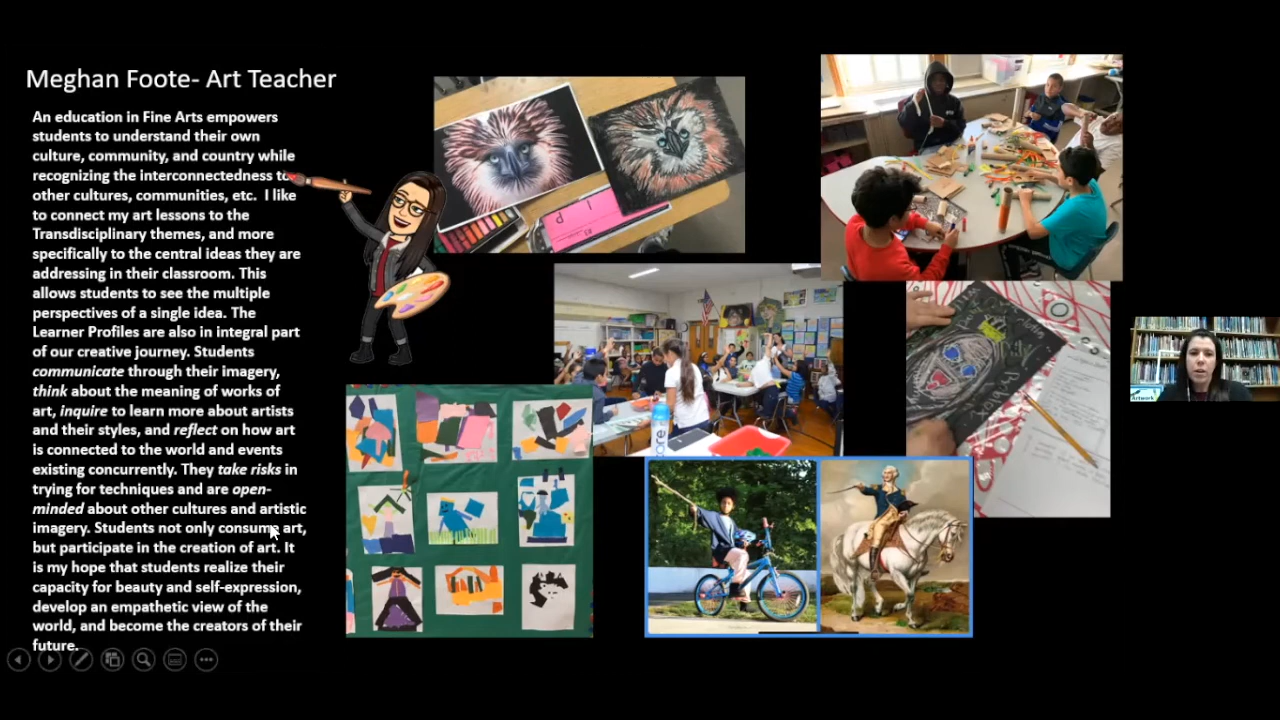 Meghan Foote- Art Teacher
An education in Fine Arts empowers
students to understand their own
culture, community, and country while
recognizing the interconnectedness to
other cultures, communities, etc.  I like
to connect my art lessons to the
Transdisciplinary themes, and more
specifically to the central ideas they are
addressing in their classroom. This
allows students to see the multiple
perspectives of a single idea. The
Learner Profiles are also in integral part
of our creative journey. Students
communicate through their imagery,
think about the meaning of works of
art, inquire to learn more about artists
and their styles, and reflect on how art
is connected to the world and events
existing concurrently. They take risks in
trying for techniques and are open-
minded about other cultures and artistic
imagery. Students not only consume art,
but participate in the creation of art. It
is my hope that students realize their
capacity for beauty and self-expression,
develop an empathetic view of the
world, and become the creators of their
future.
Artwork